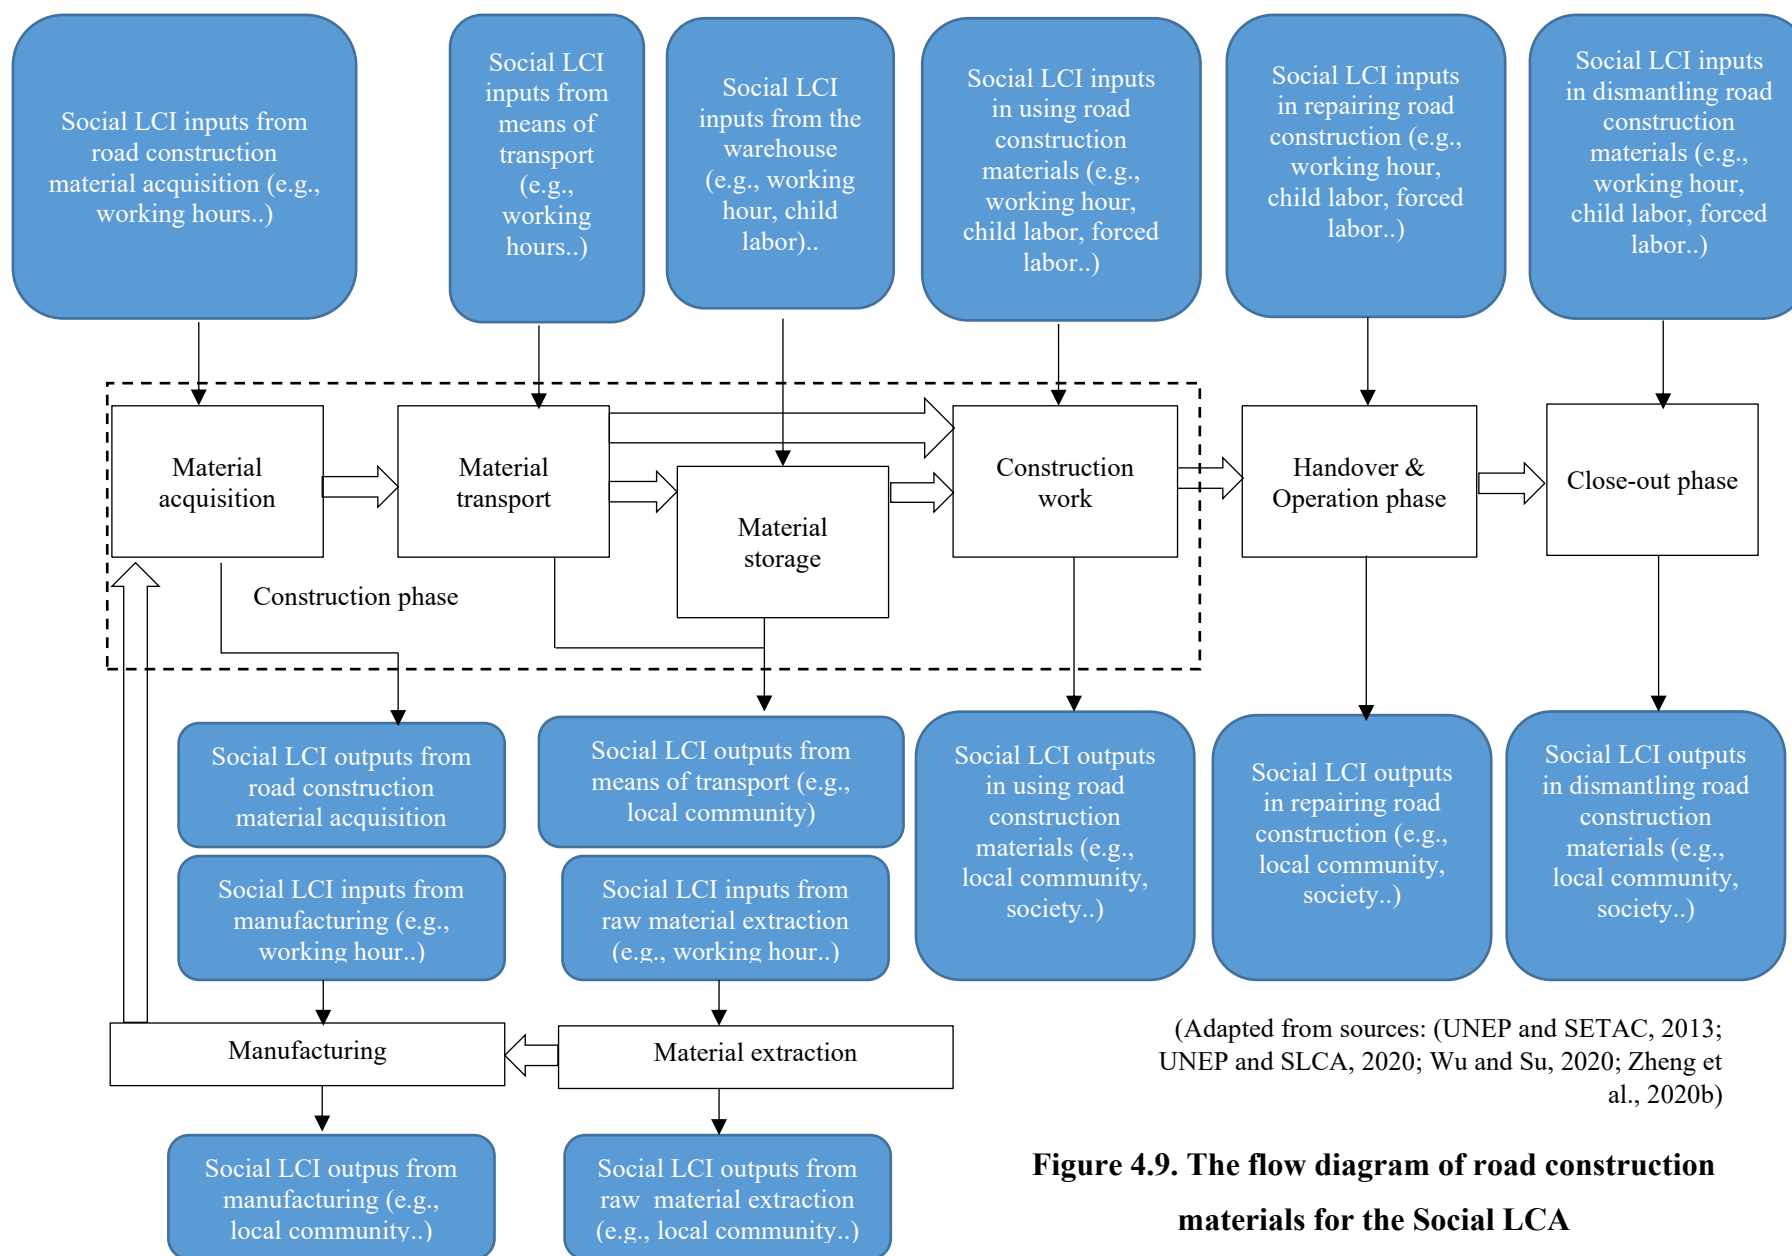 Social LCI inputs from
road construction
material acquisition (e.g.,
working hours..)
Social LCI
inputs from
means of
transport
(e.g.,
working
hours..)
Social LCI
inputs from the
warehouse
(e.g., working
hour, child
labor)..
Social LCI inputs
in using road
construction
materials (e.g.,
working hour,
child labor, forced
labor..)
Social LCI inputs
in repairing road
construction (e.g.,
working hour,
child labor, forced
labor..)
Social LCI inputs
in dismantling road
construction
materials (e.g.,
working hour,
child labor, forced
labor..)
Material
acquisition
Material
transport
Material
storage
Construction
work
Handover &
Operation phase
Close-out phase
Construction phase
Social LCI outputs from
road construction
material acquisition
Social LCI outputs from
means of transport (e.g.,
local community)
Social LCI outputs
in using road
construction
materials (e.g.,
local community,
society..)
Social LCI outputs
in repairing road
construction (e.g.,
local community,
society..)
Social LCI outputs
in dismantling road
construction
materials (e.g.,
local community,
society..)
Social LCI inputs from
manufacturing (e.g.,
working hour..)
Social LCI inputs from
raw material extraction
(e.g., working hour..)
Manufacturing
Material extraction
Social LCI outpus from
manufacturing (e.g.,
local community..)
Social LCI outputs from
raw  material extraction
(e.g., local community..)
(Adapted from sources: (UNEP and SETAC, 2013;
UNEP and SLCA, 2020; Wu and Su, 2020; Zheng et
al., 2020b)
Figure 4.9. The flow diagram of road construction
materials for the Social LCA